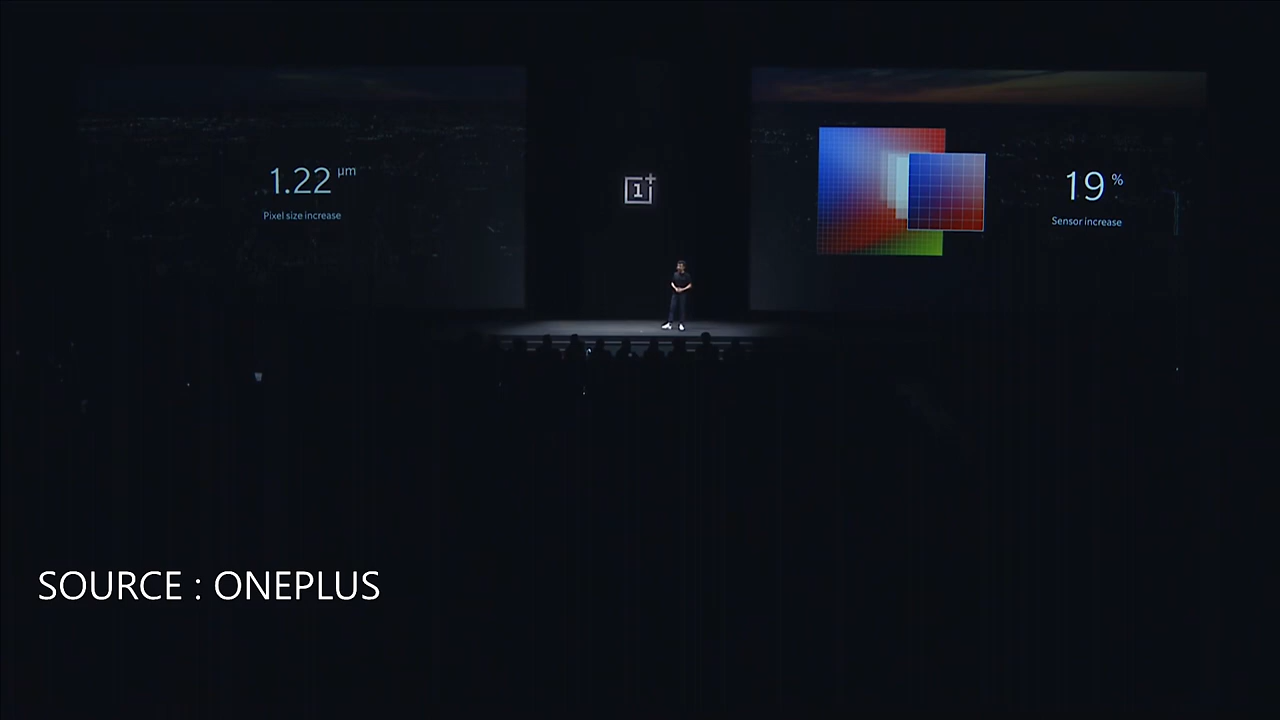 1.22 µm
Pixel size increase
1+
19 %
Sensor increase
SOURCE : ONEPLUS